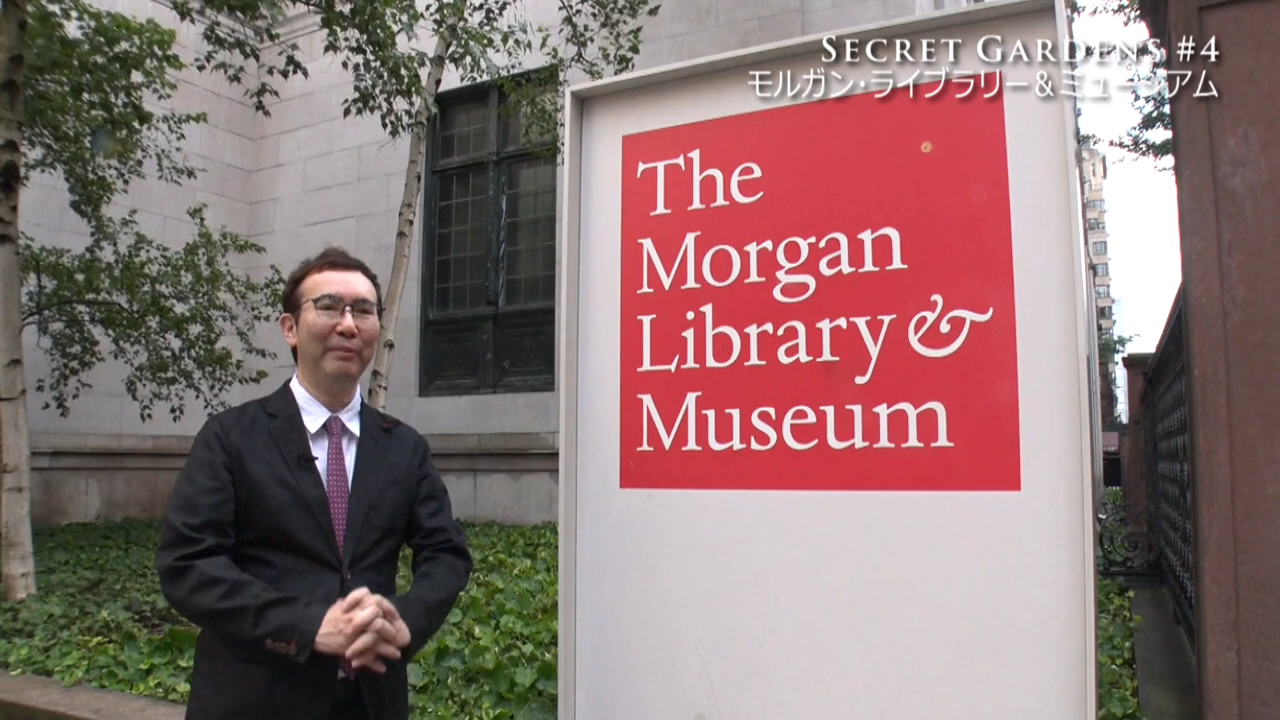 SECRET GARDENS #4
モルガン・ライブラリー＆ミュージアム
The
Morgan
Library &
Museum